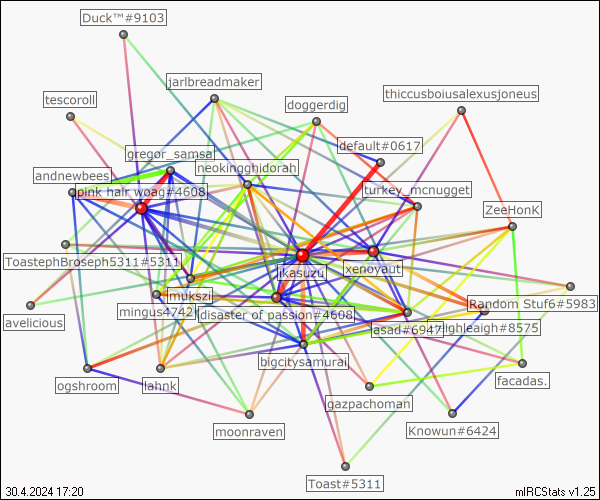 Duck™#9103
jarlbreadmaker
tescoroll
thiccusboiusalexusjoneus
doggerdig
default#0617
gregor_samsa
neokingghidorah
andnewbees
pink hair woag#4608
turkey_mcnugget
ZeeHonK
ToastephBroseph5311#5311
ikasuzu
xenoyaut
mukszil
mingus4742
disaster of passion#4608
Random Stuf6#5983
avelicious
asad#6947
highleaigh#8575
bigcitysamurai
ogshroom
lahnk
facadas.
gazpachoman
moonraven
Knowun#6424
Toast#5311
30.4.2024 17:20
mIRCStats v1.25